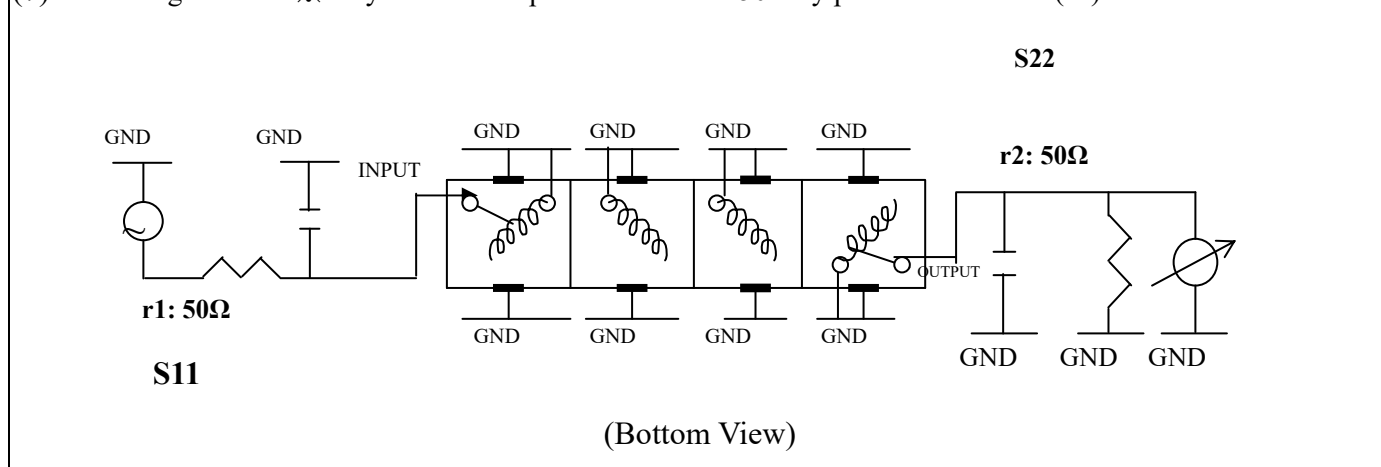 S22
GND GND GND GND GND GND
INPUT
r2: 50Ω
OUTPUT
r1: 50Ω
GND GND GND GND
GND GND GND
S11
(Bottom View)